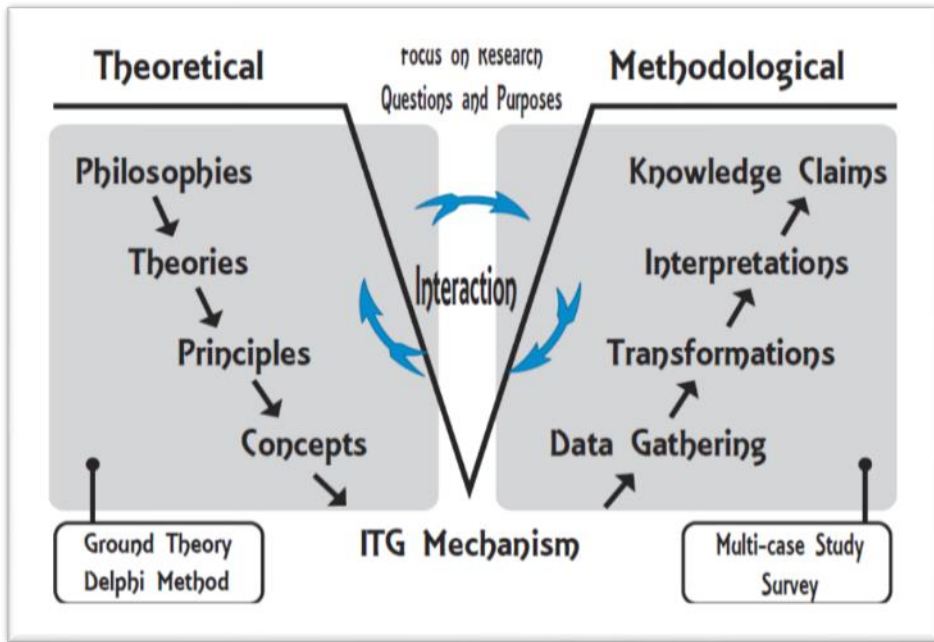 Theoretical
Focus on Research
Questions and Purposes
Methodological
Philosophies
Theories
Principles
Concepts
Interaction
Knowledge Claims
Interpretations
Transformations
Data Gathering
Ground Theory
Delphi Method
ITG Mechanism
Multi-case Study
Survey